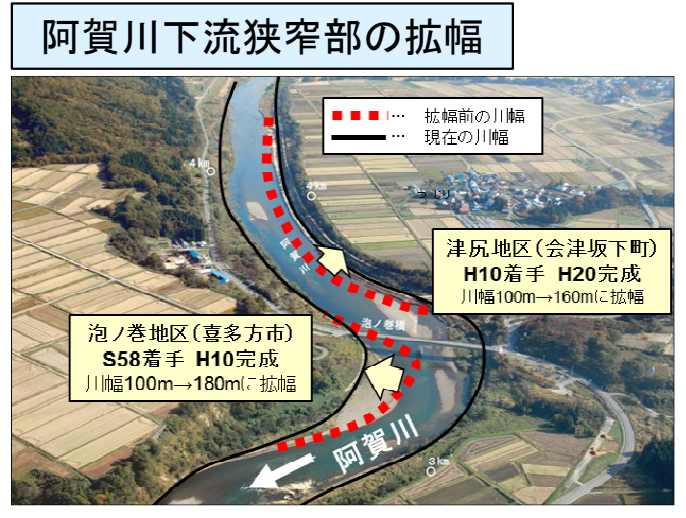 阿賀川下流狭窄部の拡幅
… 拡幅前の川幅
… 現在の川幅
4km
4km
つじり
阿賀川
津尻地区(会津坂下町)
H10着手 H20完成
川幅100m→160mに拡幅
泡ノ巻橋
泡ノ巻地区(喜多方市)
S58着手 H10完成
川幅100m→180mに拡幅
阿賀川
3km